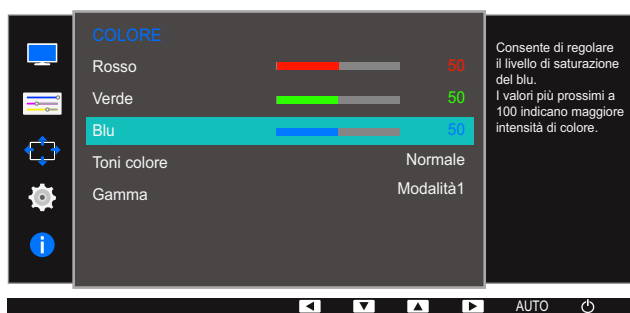 COLORE
Rosso 50
Verde 50
Blu 50
Toni colore Normale
Gamma Modalità1
Consente di regolare
il livello di saturazione
del blu.
I valori più prossimi a
100 indicano maggiore
intensità di colore.
AUTO